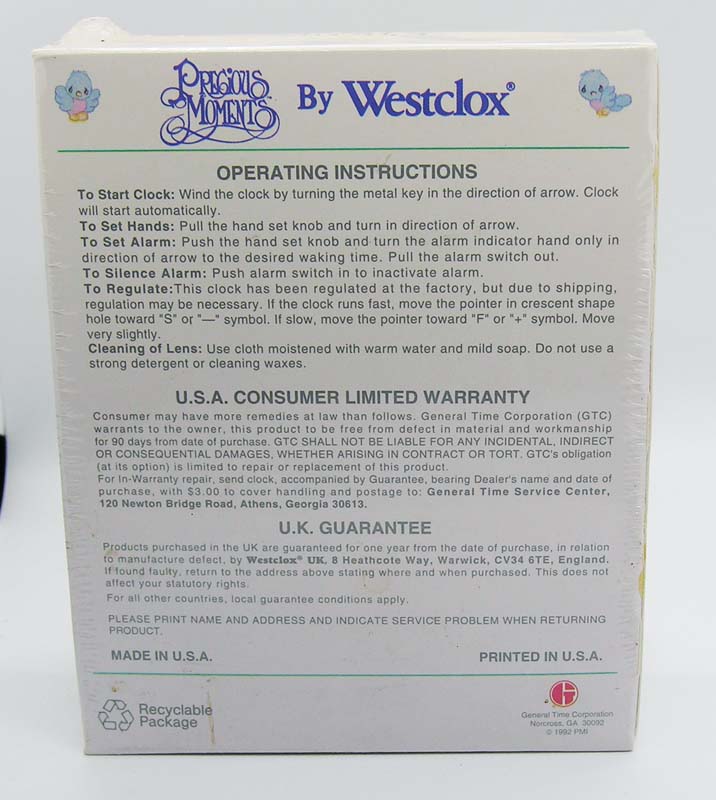 PRECIOUS MOMENTS By Westclox®
OPERATING INSTRUCTIONS
To Start Clock: Wind the clock by turning the metal key in the direction of arrow. Clock
will start automatically.
To Set Hands: Pull the hand set knob and turn in direction of arrow.
To Set Alarm: Push the hand set knob and turn the alarm indicator hand only in
direction of arrow to the desired waking time. Pull the alarm switch out.
To Silence Alarm: Push alarm switch in to inactivate alarm.
To Regulate:This clock has been regulated at the factory, but due to shipping,
regulation may be necessary. If the clock runs fast, move the pointer in crescent shape
hole toward "S" or "—" symbol. If slow, move the pointer toward "F" or "+" symbol. Move
very slightly.
Cleaning of Lens: Use cloth moistened with warm water and mild soap. Do not use a
strong detergent or cleaning waxes.
U.S.A. CONSUMER LIMITED WARRANTY
Consumer may have more remedies at law than follows. General Time Corporation (GTC)
warrants to the owner, this product to be free from defect in material and workmanship
for 90 days from date of purchase. GTC SHALL NOT BE LIABLE FOR ANY INCIDENTAL, INDIRECT
OR CONSEQUENTIAL DAMAGES, WHETHER ARISING IN CONTRACT OR TORT. GTC's obligation
(at its option) is limited to repair or replacement of this product.
For In-Warranty repair, send clock, accompanied by Guarantee, bearing Dealer's name and date of
purchase, with $3.00 to cover handling and postage to: General Time Service Center,
120 Newton Bridge Road, Athens, Georgia 30613.
U.K. GUARANTEE
Products purchased in the UK are guaranteed for one year from the date of purchase, in relation
to manufacture defect, by Westclox® UK, 8 Heathcote Way, Warwick, CV34 6TE, England.
If found faulty, return to the address above stating where and when purchased. This does not
affect your statutory rights.
For all other countries, local guarantee conditions apply.
PLEASE PRINT NAME AND ADDRESS AND INDICATE SERVICE PROBLEM WHEN RETURNING
PRODUCT.
MADE IN U.S.A. PRINTED IN U.S.A.
Recyclable
Package
General Time Corporation
Norcross, GA 30092
© 1992 PMI